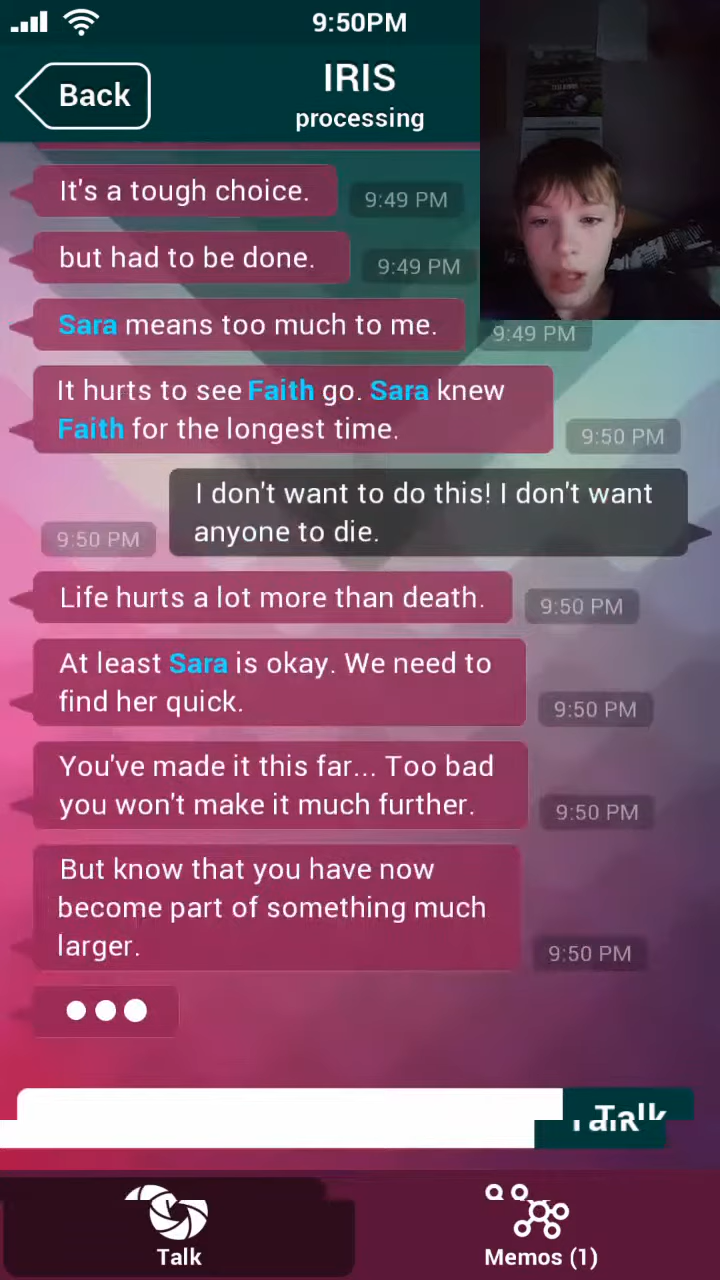 9:50PM
Back
IRIS
processing
It's a tough choice.
9:49 PM
but had to be done.
9:49 PM
Sara means too much to me.
9:49 PM
It hurts to see Faith go. Sara knew
Faith for the longest time.
9:50 PM
I don't want to do this! I don't want
anyone to die.
9:50 PM
Life hurts a lot more than death.
9:50 PM
At least Sara is okay. We need to
find her quick.
9:50 PM
You've made it this far... Too bad
you won't make it much further.
9:50 PM
But know that you have now
become part of something much
larger.
9:50 PM
Talk
Talk
Memos (1)